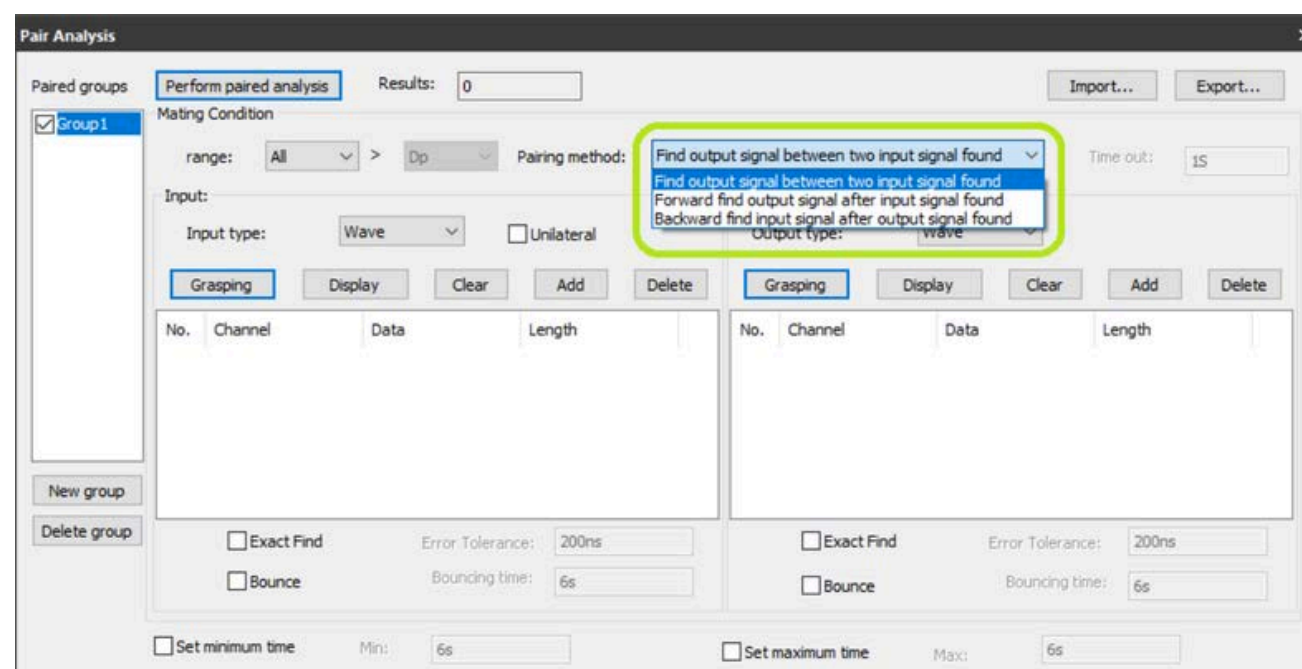 Pair Analysis
Paired groups Perform paired analysis Results: 0 Import... Export...
Group1
Mating Condition
range: All > Dp Pairing method: Find output signal between two input signal found Time out: 1S
Find output signal between two input signal found
Forward find output signal after input signal found
Backward find input signal after output signal found
Input:
Input type: Wave Unilateral Output type: Wave
Grasping Display Clear Add Delete Grasping Display Clear Add Delete
No. Channel Data Length No. Channel Data Length
New group
Delete group
Exact Find Error Tolerance: 200ns Exact Find Error Tolerance: 200ns
Bounce Bouncing time: 6s Bounce Bouncing time: 6s
Set minimum time Min: 6s Set maximum time Max: 6s